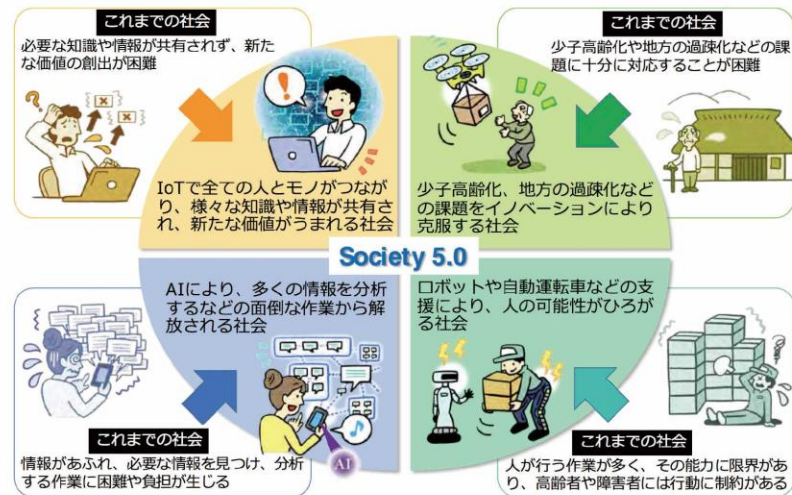 これまでの社会
必要な知識や情報が共有されず、新た
な価値の創出が困難
これまでの社会
少子高齢化や地方の過疎化などの課
題に十分に対応することが困難
IoTで全ての人とモノがつなが
り、様々な知識や情報が共有され
、新たな価値がうまれる社会
少子高齢化、地方の過疎化など
の課題をイノベーションにより
克服する社会
Society 5.0
AIにより、多くの情報を分析
するなどの面倒な作業から解
放される社会
ロボットや自動運転車などの支
援により、人の可能性がひろが
る社会
AI
これまでの社会
情報があふれ、必要な情報を見つけ、分析
する作業に困難や負担が生じる
これまでの社会
人が行う作業が多く、その能力に限界があ
り、高齢者や障害者には行動に制約がある